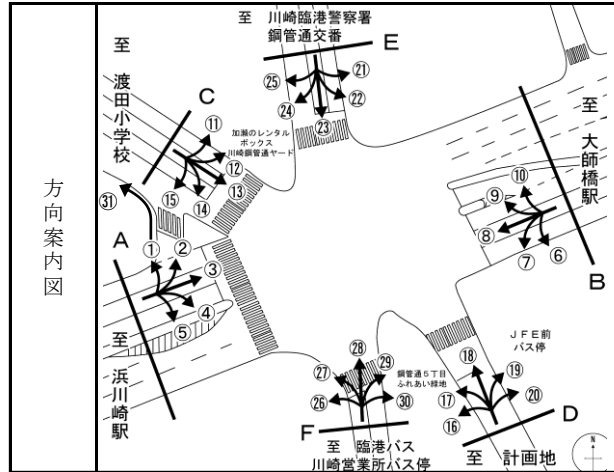 方向案内図
至 川崎臨港警察署
鋼管通交番
E
至 渡田小学校
C
加瀬のレンタル
ボックス
川崎鋼管通ヤード
㉕
㉑
㉔
㉒
㉓
⑪
⑫
⑬
⑭
⑮
㉛
A
①
②
③
④
⑤
至 浜川崎駅
至 大師橋駅
⑩
⑨
⑧
⑦
⑥
B
JFE前
バス停
鋼管通5丁目
ふれあい緑地
㉘
㉗
㉙
㉖
㉚
F
至 臨港バス
川崎営業所バス停
⑱
⑲
⑰
⑳
⑯
D
至 計画地
N